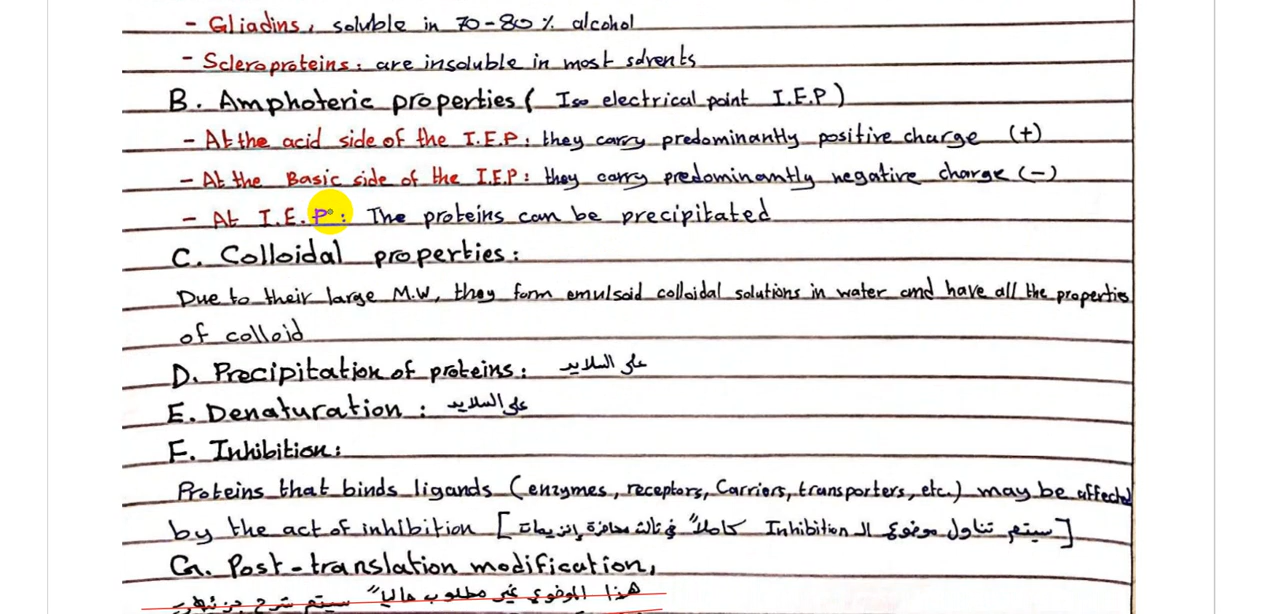 - Gliadins, soluble in 70-80% alcohol
- Scleroproteins: are insoluble in most solvents
B. Amphoteric properties ( Iso electrical point I.E.P )
- At the acid side of the I.E.P: they carry predominantly positive charge (+)
- At the Basic side of the I.E.P: they carry predominantly negative charge (-)
- At I.E.P: The proteins can be precipitated
C. Colloidal properties:
Due to their large M.W, they form emulsoid colloidal solutions in water and have all the properties
of colloid
D. Precipitation of proteins: على السلايد
E. Denaturation: على السلايد
F. Inhibition:
Proteins that binds ligands (enzymes, receptors, Carriers, transporters, etc.) may be affected
by the act of inhibition [سيتم تناول موضوع الـ Inhibition كاملاً في ثالث محاضرة إنزيمات]
G. Post-translation modification,
هذا الموضوع غير مطلوب حالياً سيتم شرح